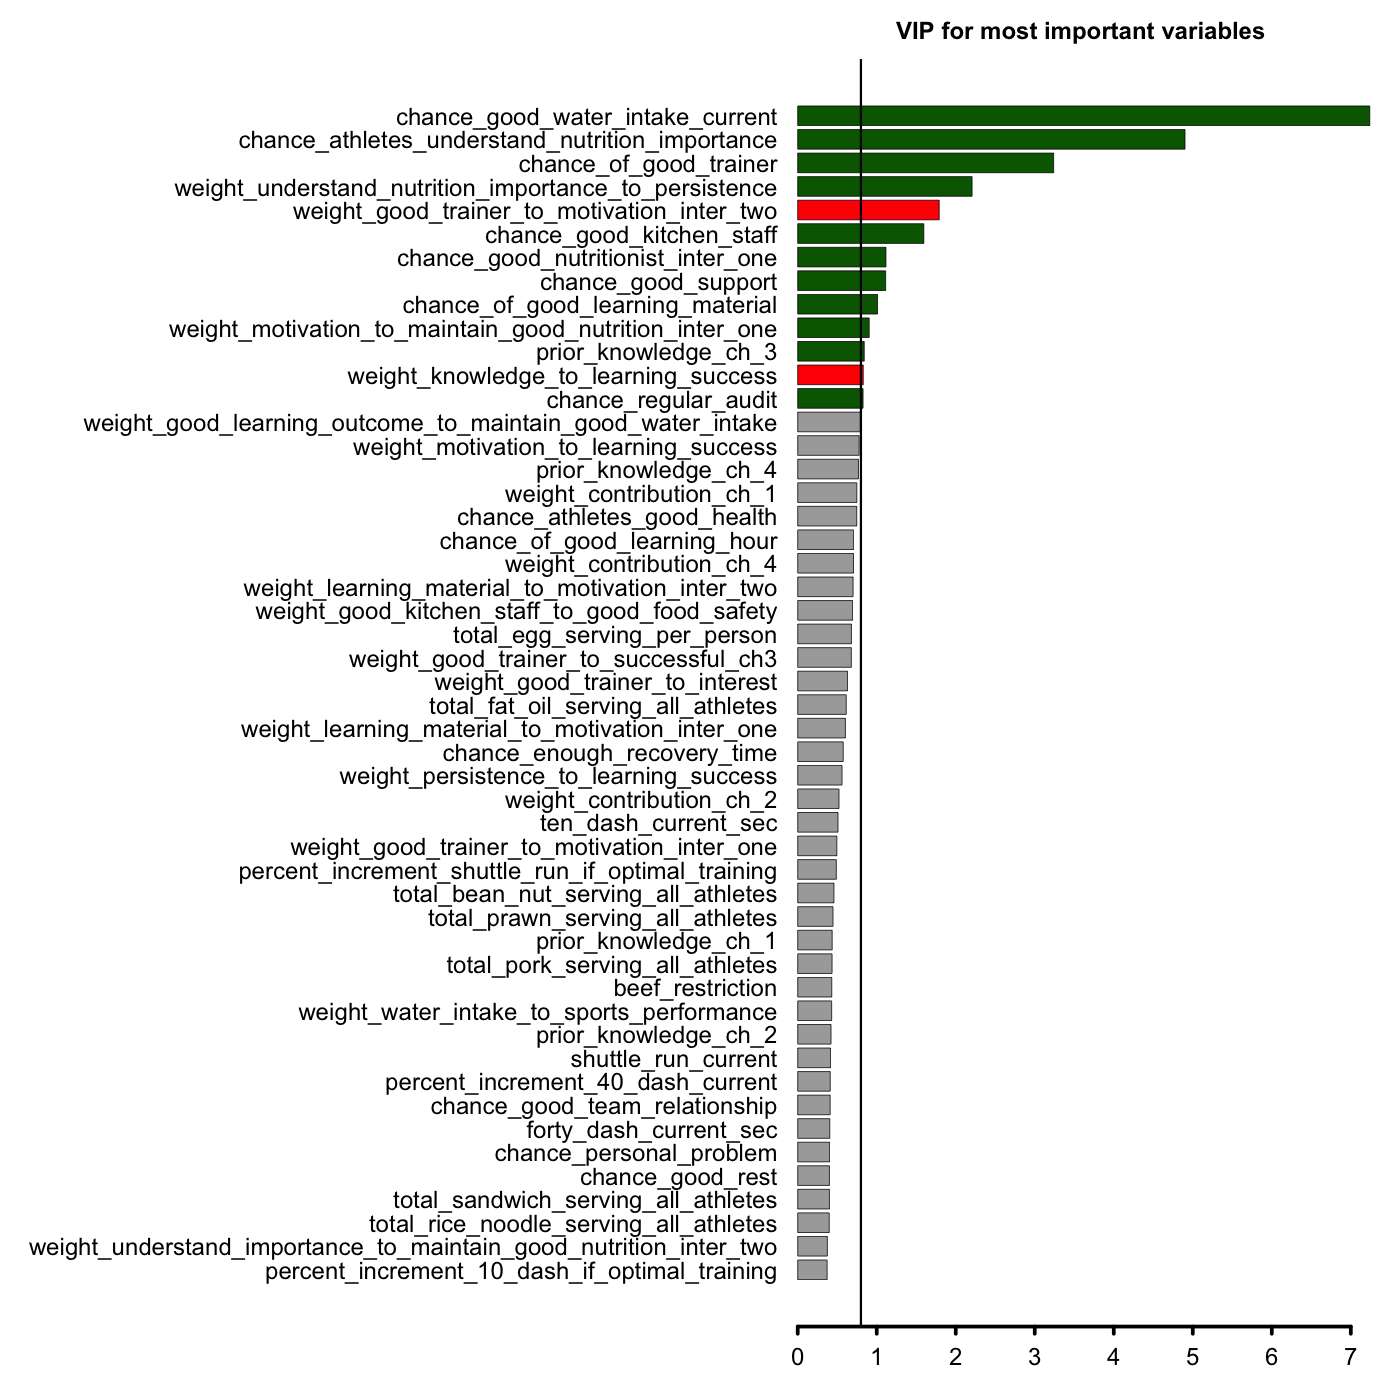 VIP for most important variables
chance_good_water_intake_current
chance_athletes_understand_nutrition_importance
chance_of_good_trainer
weight_understand_nutrition_importance_to_persistence
weight_good_trainer_to_motivation_inter_two
chance_good_kitchen_staff
chance_good_nutritionist_inter_one
chance_good_support
chance_of_good_learning_material
weight_motivation_to_maintain_good_nutrition_inter_one
prior_knowledge_ch_3
weight_knowledge_to_learning_success
chance_regular_audit
weight_good_learning_outcome_to_maintain_good_water_intake
weight_motivation_to_learning_success
prior_knowledge_ch_4
weight_contribution_ch_1
chance_athletes_good_health
chance_of_good_learning_hour
weight_contribution_ch_4
weight_learning_material_to_motivation_inter_two
weight_good_kitchen_staff_to_good_food_safety
total_egg_serving_per_person
weight_good_trainer_to_successful_ch3
weight_good_trainer_to_interest
total_fat_oil_serving_all_athletes
weight_learning_material_to_motivation_inter_one
chance_enough_recovery_time
weight_persistence_to_learning_success
weight_contribution_ch_2
ten_dash_current_sec
weight_good_trainer_to_motivation_inter_one
percent_increment_shuttle_run_if_optimal_training
total_bean_nut_serving_all_athletes
total_prawn_serving_all_athletes
prior_knowledge_ch_1
total_pork_serving_all_athletes
beef_restriction
weight_water_intake_to_sports_performance
prior_knowledge_ch_2
shuttle_run_current
percent_increment_40_dash_current
chance_good_team_relationship
forty_dash_current_sec
chance_personal_problem
chance_good_rest
total_sandwich_serving_all_athletes
total_rice_noodle_serving_all_athletes
weight_understand_importance_to_maintain_good_nutrition_inter_two
percent_increment_10_dash_if_optimal_training
0 1 2 3 4 5 6 7